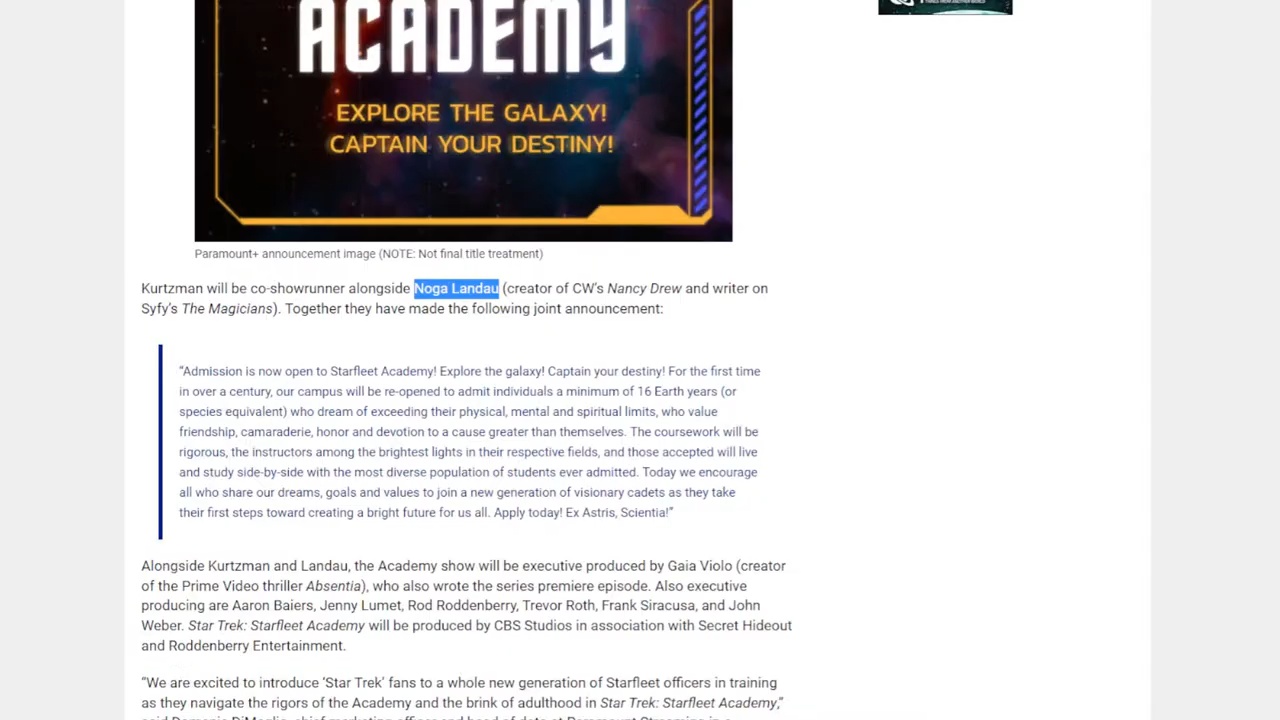 ACADEMY
EXPLORE THE GALAXY!
CAPTAIN YOUR DESTINY!
Paramount+ announcement image (NOTE: Not final title treatment)
Kurtzman will be co-showrunner alongside Noga Landau (creator of CW’s Nancy Drew and writer on
Syfy’s The Magicians). Together they have made the following joint announcement:
“Admission is now open to Starfleet Academy! Explore the galaxy! Captain your destiny! For the first time
in over a century, our campus will be re-opened to admit individuals a minimum of 16 Earth years (or
species equivalent) who dream of exceeding their physical, mental and spiritual limits, who value
friendship, camaraderie, honor and devotion to a cause greater than themselves. The coursework will be
rigorous, the instructors among the brightest lights in their respective fields, and those accepted will live
and study side-by-side with the most diverse population of students ever admitted. Today we encourage
all who share our dreams, goals and values to join a new generation of visionary cadets as they take
their first steps toward creating a bright future for us all. Apply today! Ex Astris, Scientia!”
Alongside Kurtzman and Landau, the Academy show will be executive produced by Gaia Violo (creator
of the Prime Video thriller Absentia), who also wrote the series premiere episode. Also executive
producing are Aaron Baiers, Jenny Lumet, Rod Roddenberry, Trevor Roth, Frank Siracusa, and John
Weber. Star Trek: Starfleet Academy will be produced by CBS Studios in association with Secret Hideout
and Roddenberry Entertainment.
“We are excited to introduce ‘Star Trek’ fans to a whole new generation of Starfleet officers in training
as they navigate the rigors of the Academy and the brink of adulthood in Star Trek: Starfleet Academy,”